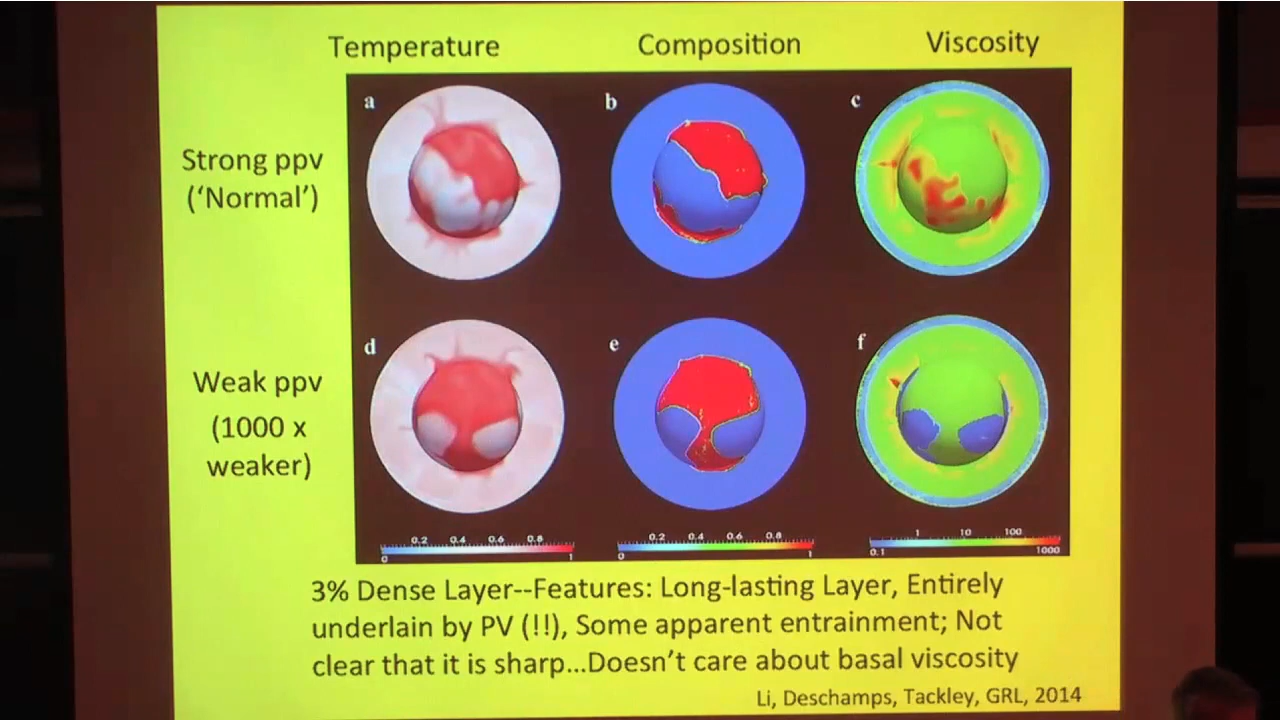 Temperature Composition Viscosity
a b c
Strong ppv
('Normal')
d e f
Weak ppv
(1000 x
weaker)
0.2 0.4 0.6 0.8 0.2 0.4 0.6 0.8 1 10 100
0 1 0 1 0.1 1000
3% Dense Layer--Features: Long-lasting Layer, Entirely
underlain by PV (!!), Some apparent entrainment; Not
clear that it is sharp...Doesn't care about basal viscosity
Li, Deschamps, Tackley, GRL, 2014